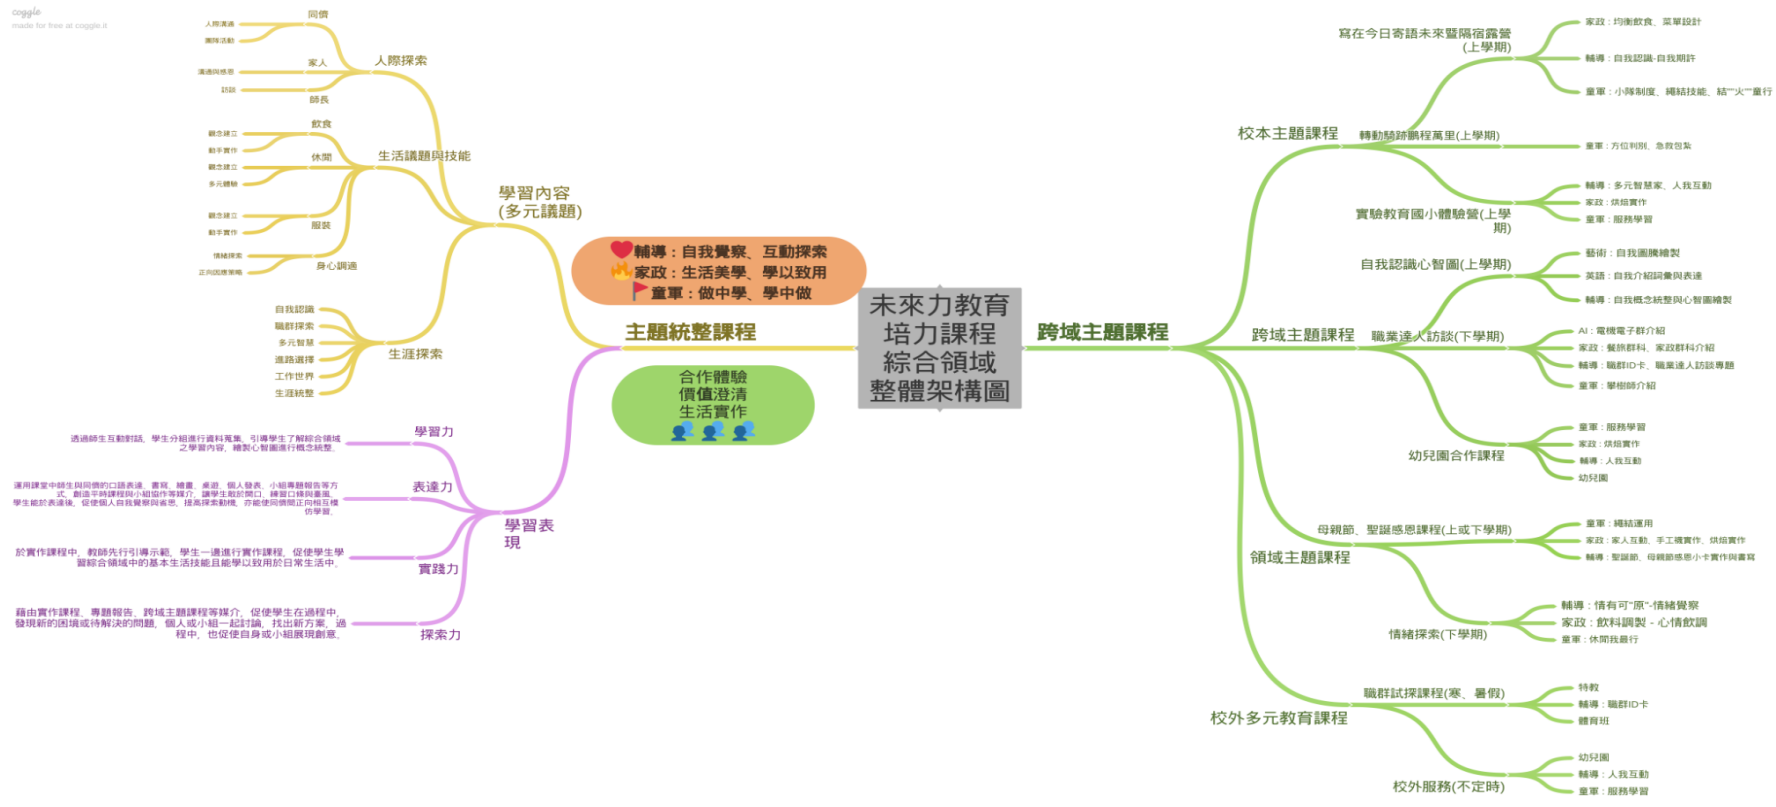 coggle
made for free at coggle.it
同儕
人際溝通
團隊活動
人際探索
家人
溝通與感恩
訪談
師長
飲食
觀念建立
動手實作
生活議題與技能
休閒
觀念建立
多元體驗
觀念建立
服裝
動手實作
情緒探索
身心調適
正向因應策略
學習內容
(多元議題)
自我認識
職群探索
多元智慧
生涯探索
進路選擇
工作世界
生涯統整
輔導:自我覺察、互動探索
家政:生活美學、學以致用
童軍:做中學、學中做
主題統整課程
合作體驗
價值澄清
生活實作
學習力
透過師生互動對話, 學生分組進行資料蒐集, 引導學生了解綜合領域
之學習內容, 繪製心智圖進行概念統整。
表達力
運用課堂中師生與同儕的口語表達、書寫、繪畫、桌遊、個人發表、小組專題報告等方
式, 創造平時課程與小組協作等媒介, 讓學生敢於開口, 練習口條與臺風,
學生能於表達後, 促使個人自我覺察與省思, 提高探索動機, 亦能使同儕間正向相互模
仿學習。
學習表
現
於實作課程中, 教師先行引導示範, 學生一邊進行實作課程, 促使學生學
習綜合領域中的基本生活技能且能學以致用於日常生活中。
實踐力
藉由實作課程、專題報告、跨域主題課程等媒介, 促使學生在過程中,
發現新的困境或待解決的問題, 個人或小組一起討論, 找出新方案, 過
程中, 也促使自身或小組展現創意。
探索力
未來力教育
培力課程
綜合領域
整體架構圖
跨域主題課程
校本主題課程
寫在今日寄語未來暨隔宿露營
(上學期)
家政:均衡飲食、菜單設計
輔導:自我認識-自我期許
童軍:小隊制度、繩結技能、結""火""童行
轉動騎跡鵬程萬里(上學期)
童軍:方位判別、急救包紮
實驗教育國小體驗營(上學
期)
輔導:多元智慧家、人我互動
家政:烘焙實作
童軍:服務學習
跨域主題課程
自我認識心智圖(上學期)
藝術:自我圖騰繪製
英語:自我介紹詞彙與表達
輔導:自我概念統整與心智圖繪製
職業達人訪談(下學期)
AI:電機電子群介紹
家政:餐旅群科、家政群科介紹
輔導:職群ID卡、職業達人訪談專題
童軍:攀樹師介紹
幼兒園合作課程
童軍:服務學習
家政:烘焙實作
輔導:人我互動
幼兒園
領域主題課程
母親節、聖誕感恩課程(上或下學期)
童軍:繩結運用
家政:家人互動、手工襪實作、烘焙實作
輔導:聖誕節、母親節感恩小卡實作與書寫
情緒探索(下學期)
輔導:情有可"原"-情緒覺察
家政:飲料調製 - 心情飲調
童軍:休閒我最行
校外多元教育課程
職群試探課程(寒、暑假)
特教
輔導:職群ID卡
體育班
校外服務(不定時)
幼兒園
輔導:人我互動
童軍:服務學習